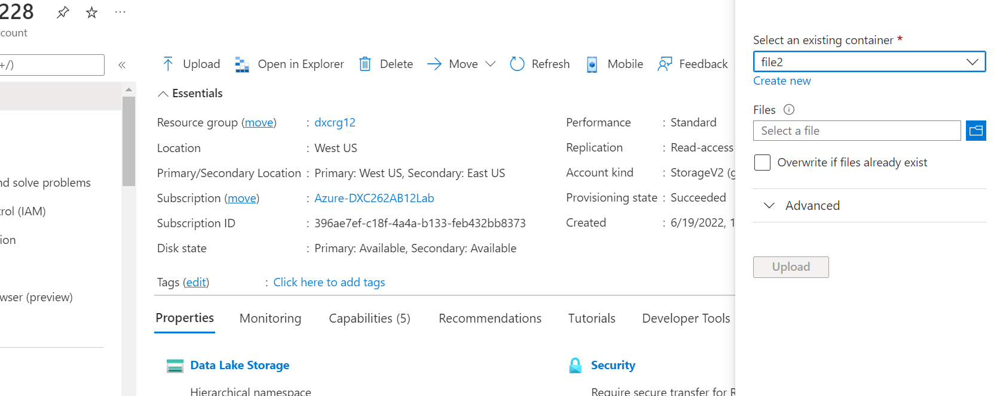 228
count
+/)
nd solve problems
trol (IAM)
ion
wser (preview)
Upload
Open in Explorer
Delete
Move
Refresh
Mobile
Feedback
Essentials
Resource group (move) : dxcrg12
Location : West US
Primary/Secondary Location : Primary: West US, Secondary: East US
Subscription (move) : Azure-DXC262AB12Lab
Subscription ID : 396ae7ef-c18f-4a4a-b133-feb432bb8373
Disk state : Primary: Available, Secondary: Available
Tags (edit) : Click here to add tags
Performance : Standard
Replication : Read-access
Account kind : StorageV2 (g
Provisioning state : Succeeded
Created : 6/19/2022, 1
Properties
Monitoring
Capabilities (5)
Recommendations
Tutorials
Developer Tools
Data Lake Storage
Hierarchical namespace
Security
Require secure transfer for R
Select an existing container *
file2
Create new
Files
Select a file
Overwrite if files already exist
Advanced
Upload